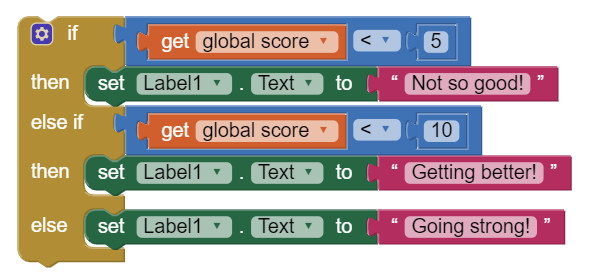 if get global score < 5
then set Label1 . Text to “ Not so good! ”
else if get global score < 10
then set Label1 . Text to “ Getting better! ”
else set Label1 . Text to “ Going strong! ”